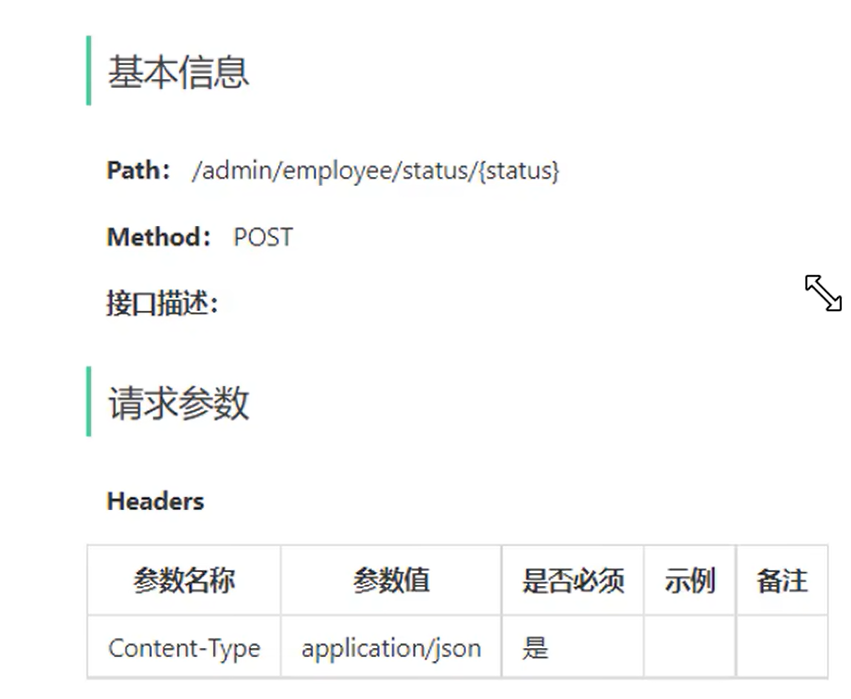 基本信息
Path： /admin/employee/status/{status}
Method： POST
接口描述：
请求参数
Headers
参数名称 参数值 是否必须 示例 备注
Content-Type application/json 是